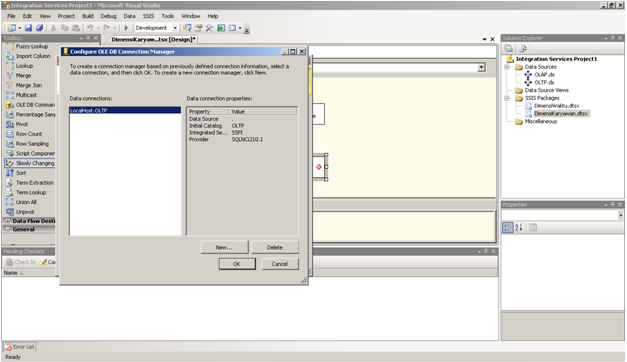 Integration Services Project1 - Microsoft Visual Studio
File Edit View Project Build Debug Data SSIS Tools Window Help
Development
Toolbox
DimensiKaryaw...tsx [Design]*
Solution Explorer
Fuzzy Lookup
Import Column
Lookup
Merge
Merge Join
Multicast
OLE DB Comman
Percentage Samp
Pivot
Row Count
Row Sampling
Script Componen
Slowly Changing
Sort
Term Extraction
Term Lookup
Union All
Unpivot
Data Flow Desti
General
Configure OLE DB Connection Manager
To create a connection manager based on previously defined connection information, select a
data connection, and then click OK. To create a new connection manager, click New.
Data connections:
LocalHost.OLTP
Data connection properties:
Property Value
Data Source .
Initial Catalog OLTP
Integrated Se... SSPI
Provider SQLNCLI10.1
New...
Delete
OK
Cancel
Integration Services Project1
Data Sources
OLAP.ds
OLTP.ds
Data Source Views
SSIS Packages
DimensiWaktu.dtsx
DimensiKaryawan.dtsx
Miscellaneous
Properties
Pending Checkins
Check In
Name
Error List
Ready